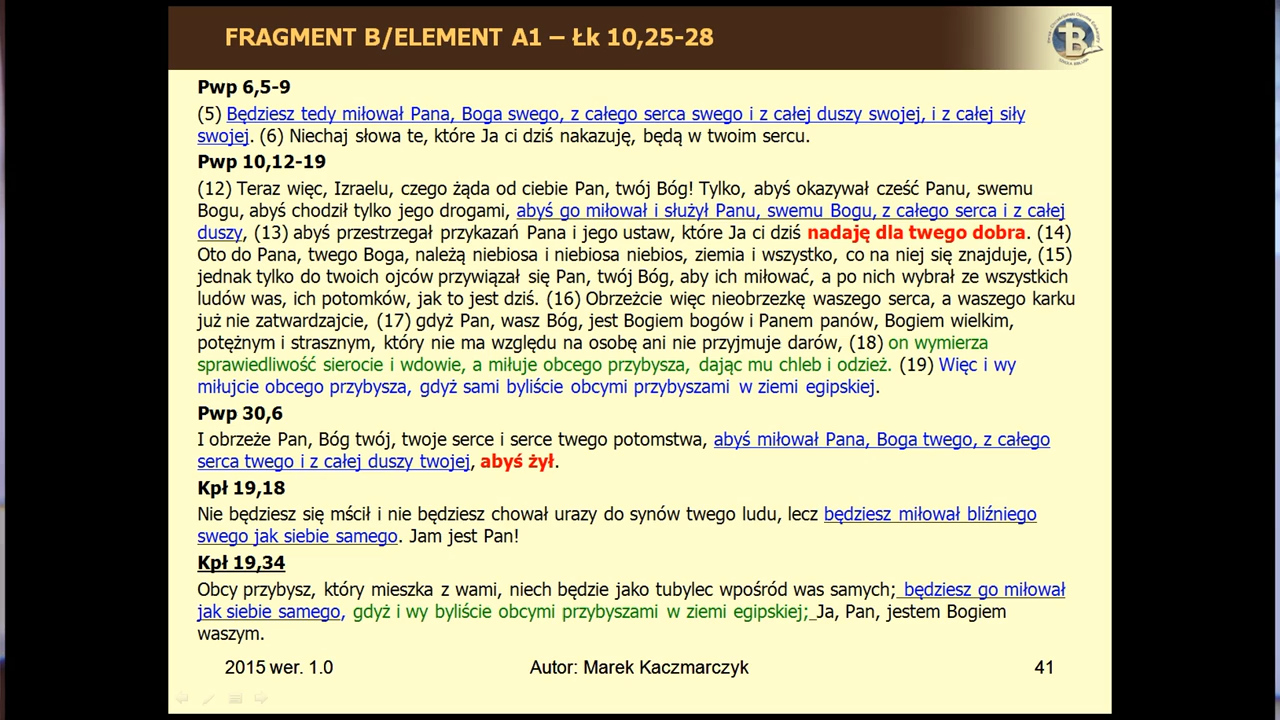 FRAGMENT B/ELEMENT A1 – Łk 10,25-28
Pwp 6,5-9
(5) Będziesz tedy miłował Pana, Boga swego, z całego serca swego i z całej duszy swojej, i z całej siły
swojej. (6) Niechaj słowa te, które Ja ci dziś nakazuję, będą w twoim sercu.
Pwp 10,12-19
(12) Teraz więc, Izraelu, czego żąda od ciebie Pan, twój Bóg! Tylko, abyś okazywał cześć Panu, swemu
Bogu, abyś chodził tylko jego drogami, abyś go miłował i służył Panu, swemu Bogu, z całego serca i z całej
duszy, (13) abyś przestrzegał przykazań Pana i jego ustaw, które Ja ci dziś nadaję dla twego dobra. (14)
Oto do Pana, twego Boga, należą niebiosa i niebiosa niebios, ziemia i wszystko, co na niej się znajduje, (15)
jednak tylko do twoich ojców przywiązał się Pan, twój Bóg, aby ich miłować, a po nich wybrał ze wszystkich
ludów was, ich potomków, jak to jest dziś. (16) Obrzeżcie więc nieobrzezkę waszego serca, a waszego karku
już nie zatwardzajcie, (17) gdyż Pan, wasz Bóg, jest Bogiem bogów i Panem panów, Bogiem wielkim,
potężnym i strasznym, który nie ma względu na osobę ani nie przyjmuje darów, (18) on wymierza
sprawiedliwość sierocie i wdowie, a miłuje obcego przybysza, dając mu chleb i odzież. (19) Więc i wy
miłujcie obcego przybysza, gdyż sami byliście obcymi przybyszami w ziemi egipskiej.
Pwp 30,6
I obrzeże Pan, Bóg twój, twoje serce i serce twego potomstwa, abyś miłował Pana, Boga twego, z całego
serca twego i z całej duszy twojej, abyś żył.
Kpł 19,18
Nie będziesz się mścił i nie będziesz chował urazy do synów twego ludu, lecz będziesz miłował bliźniego
swego jak siebie samego. Jam jest Pan!
Kpł 19,34
Obcy przybysz, który mieszka z wami, niech będzie jako tubylec wpośród was samych; będziesz go miłował
jak siebie samego, gdyż i wy byliście obcymi przybyszami w ziemi egipskiej; Ja, Pan, jestem Bogiem
waszym.
2015 wer. 1.0 Autor: Marek Kaczmarczyk 41